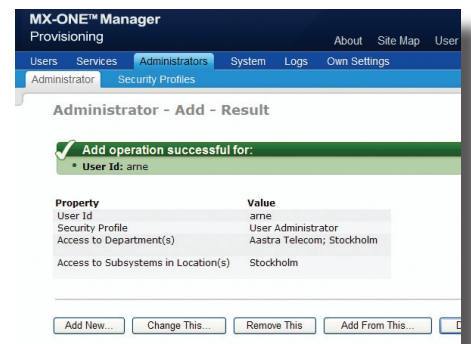 MX-ONE™ Manager
Provisioning
About Site Map User
Users Services Administrators System Logs Own Settings
Administrator Security Profiles
Administrator - Add - Result
Add operation successful for:
• User Id: arne
Property Value
User Id arne
Security Profile User Administrator
Access to Department(s) Aastra Telecom; Stockholm
Access to Subsystems in Location(s) Stockholm
Add New... Change This... Remove This Add From This...